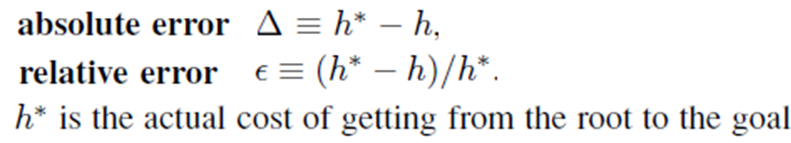 absolute error Δ ≡ h* − h,
relative error ϵ ≡ (h* − h)/h*.
h* is the actual cost of getting from the root to the goal